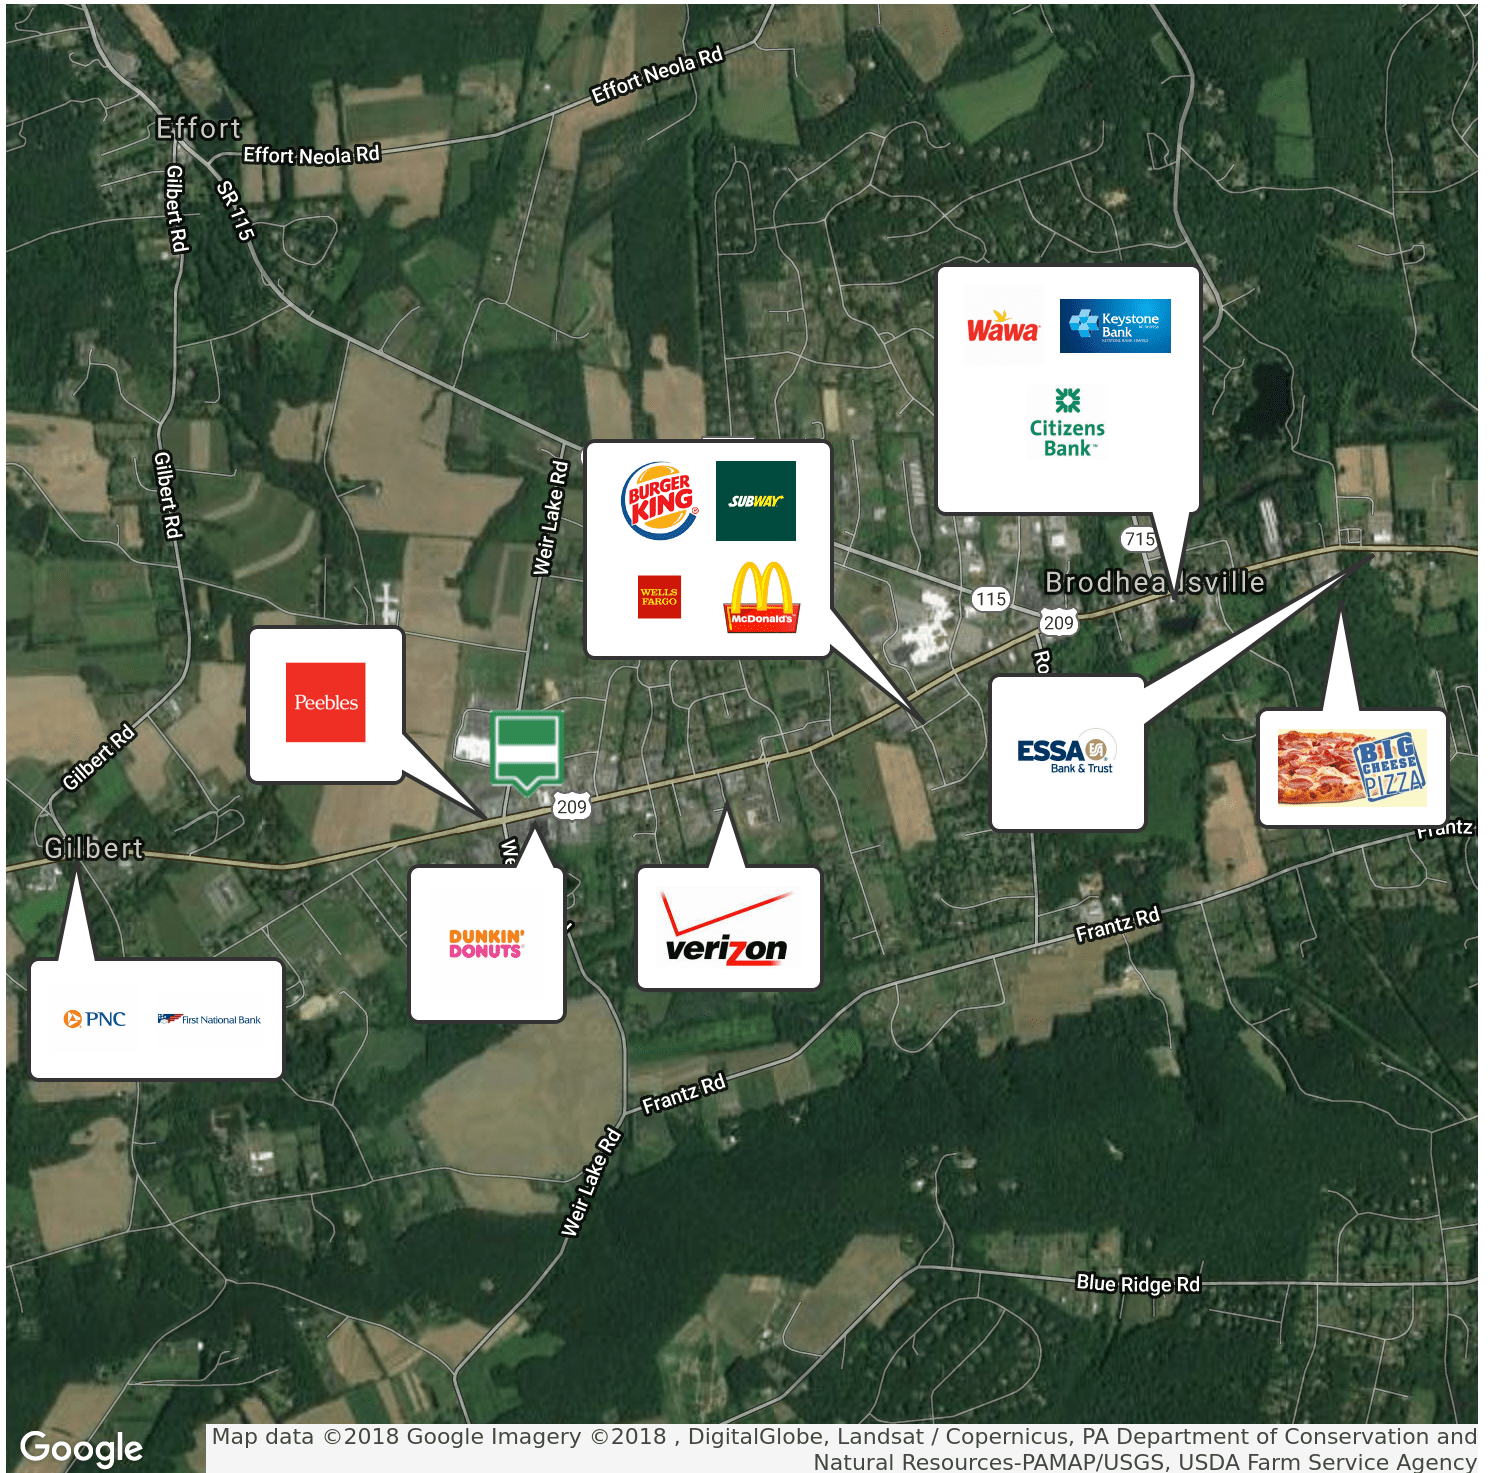 Effort Neola Rd
Effort
Effort Neola Rd
Gilbert Rd
SR 115
Wawa
Keystone
Bank
Citizens
Bank™
Gilbert Rd
Weir Lake Rd
BURGER
KING®
SUBWAY
WELLS
FARGO
McDonald's
715
Brodheadsville
115
209
Ro
Peebles
ESSA
Bank & Trust
BIG
CHEESE
PIZZA
Gilbert Rd
209
Gilbert
We
Frantz
DUNKIN'
DONUTS
verizon
Frantz Rd
PNC
First National Bank
Frantz Rd
Weir Lake Rd
Blue Ridge Rd
Google
Map data ©2018 Google Imagery ©2018 , DigitalGlobe, Landsat / Copernicus, PA Department of Conservation and
Natural Resources-PAMAP/USGS, USDA Farm Service Agency